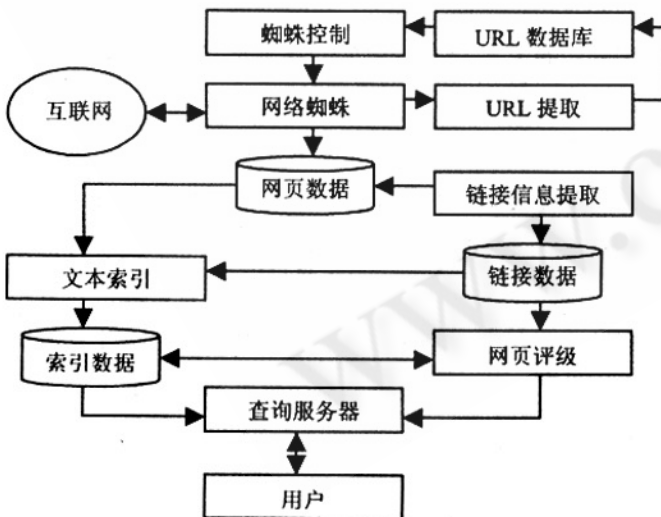 蜘蛛控制
URL 数据库
互联网
网络蜘蛛
URL 提取
网页数据
链接信息提取
文本索引
链接数据
索引数据
网页评级
查询服务器
用户